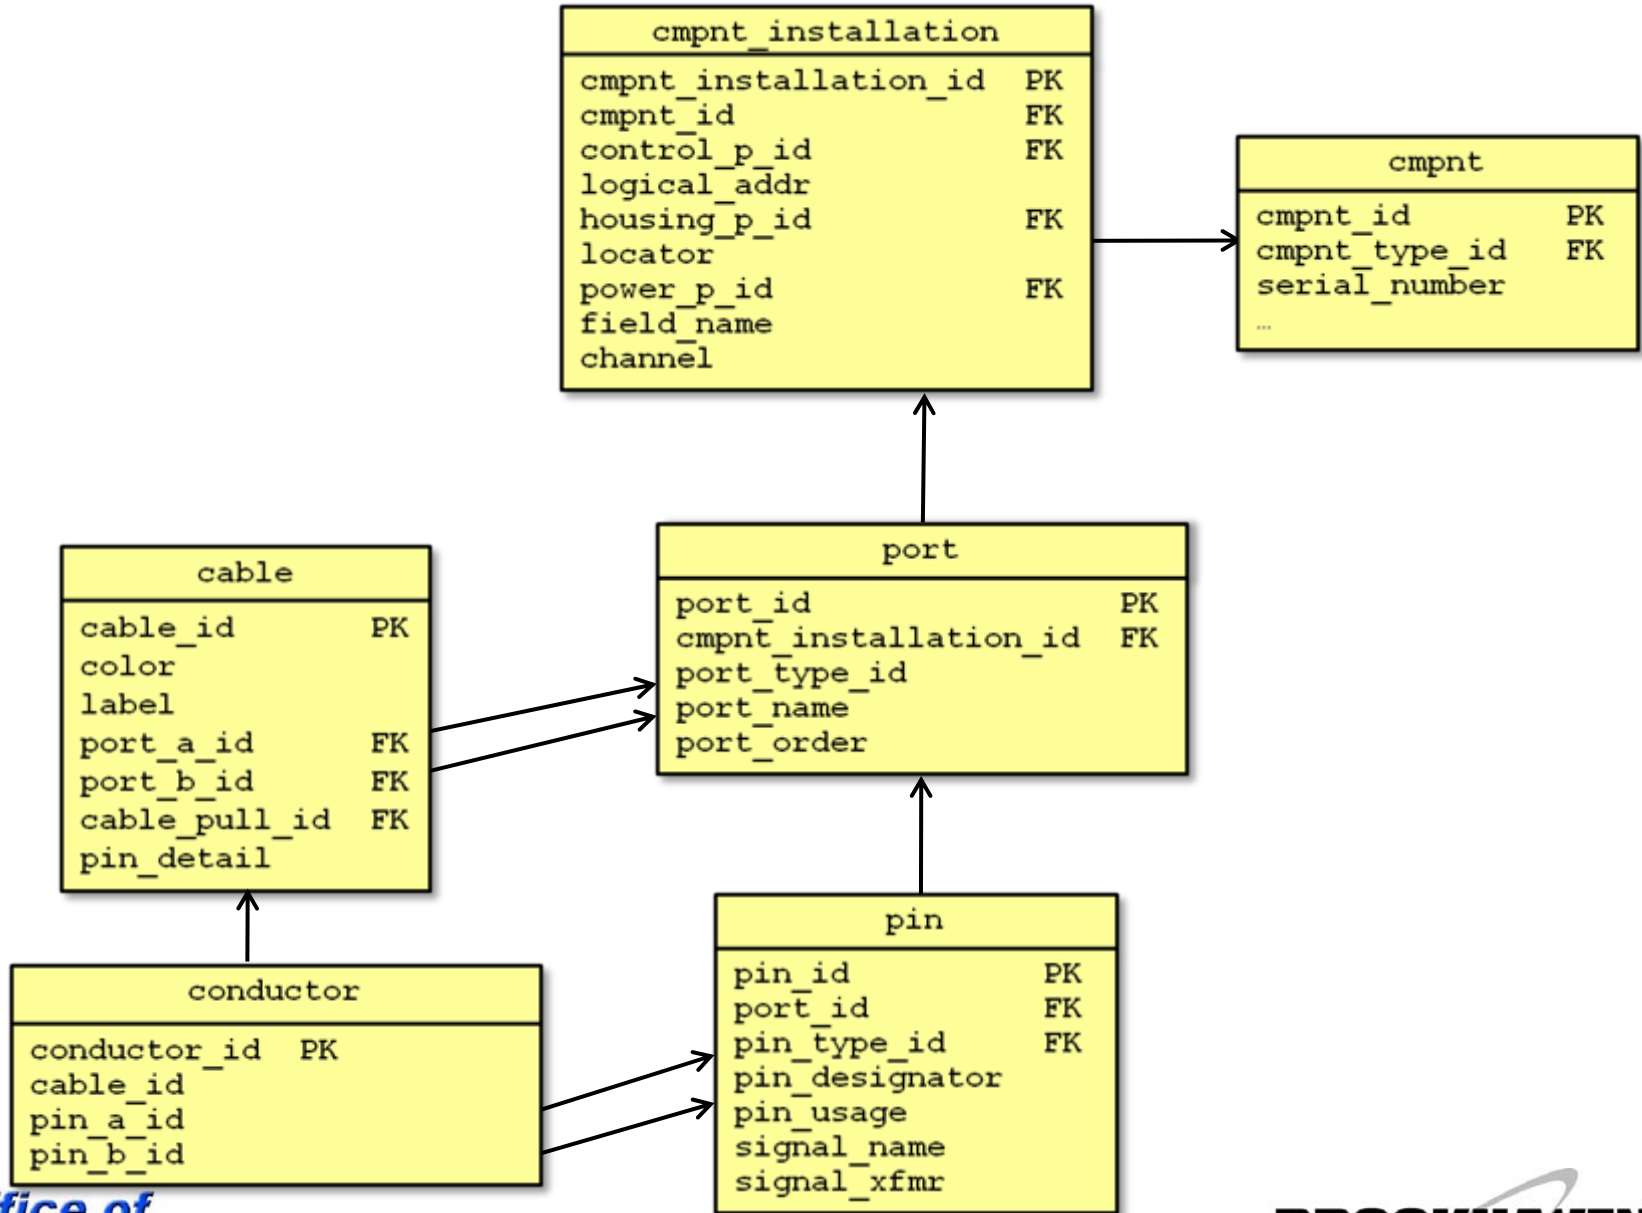 cmpnt_installation
cmpnt_installation_id PK
cmpnt_id FK
control_p_id FK
logical_addr
housing_p_id FK
locator
power_p_id FK
field_name
channel
cmpnt
cmpnt_id PK
cmpnt_type_id FK
serial_number
...
cable
cable_id PK
color
label
port_a_id FK
port_b_id FK
cable_pull_id FK
pin_detail
port
port_id PK
cmpnt_installation_id FK
port_type_id
port_name
port_order
conductor
conductor_id PK
cable_id
pin_a_id
pin_b_id
pin
pin_id PK
port_id FK
pin_type_id FK
pin_designator
pin_usage
signal_name
signal_xfmr
ffice of
BROOKHAVEN